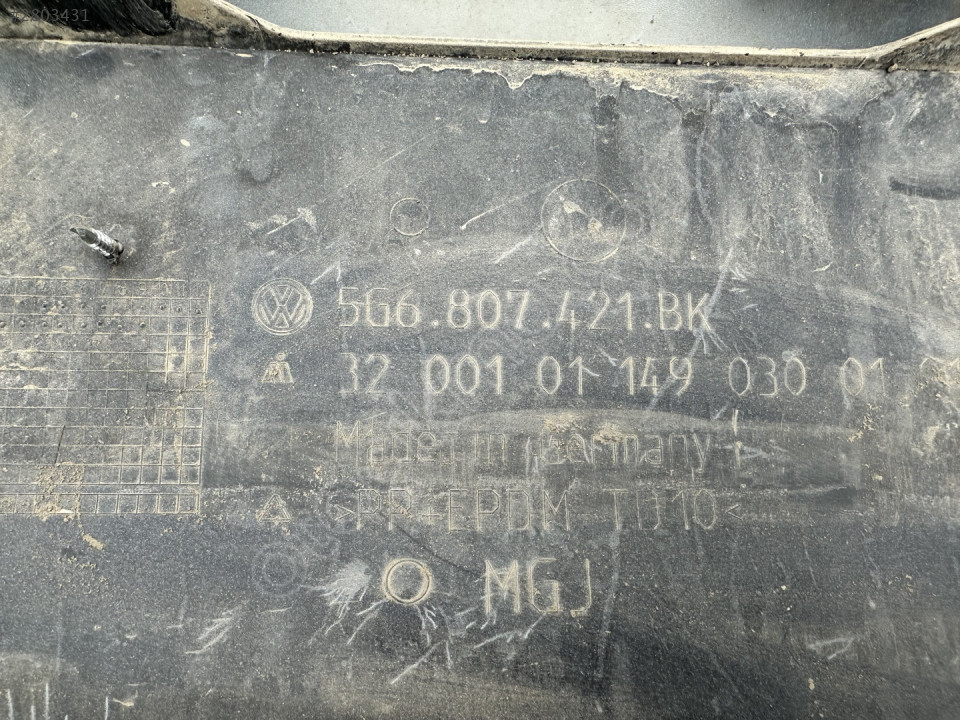 5G6.807.421.BK
32 001 01 149 030 01
Made in Germany
>PP+EPDM-TD10<
MGJ